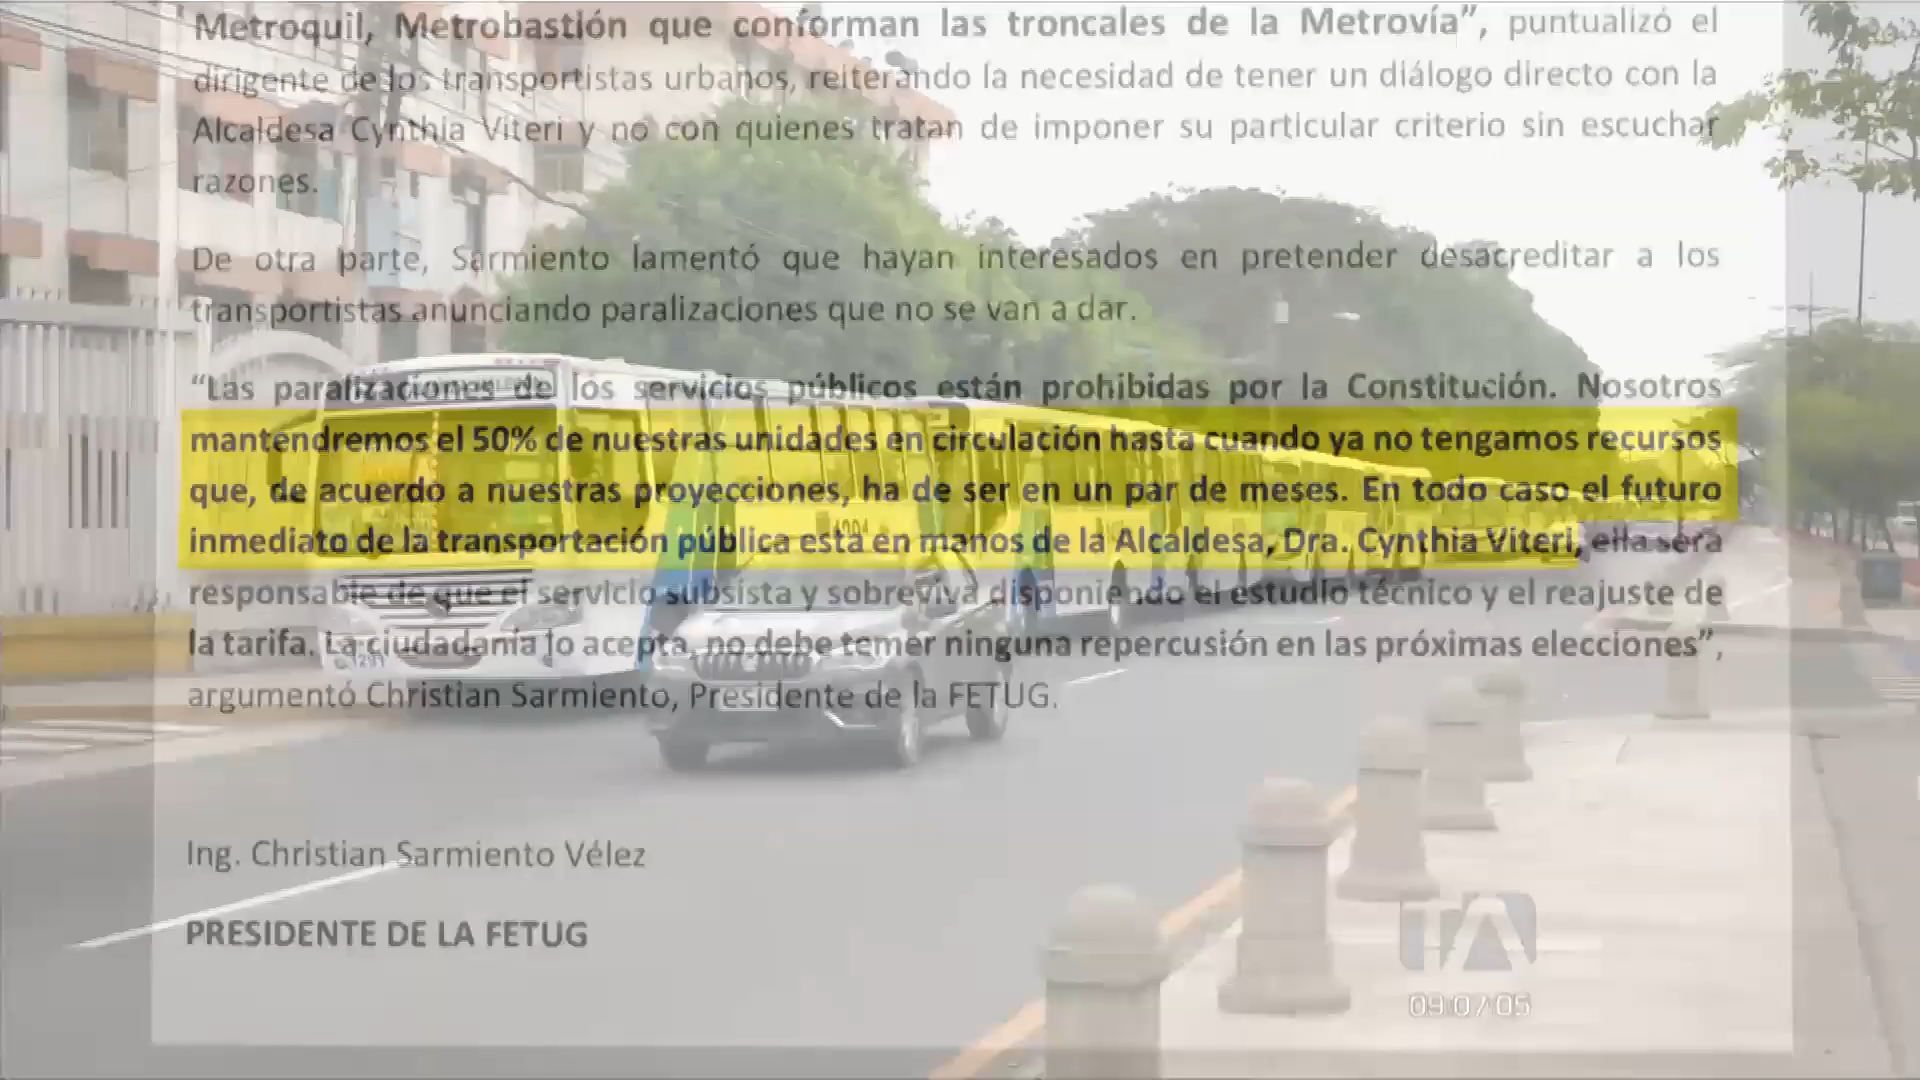 Metroquil, Metrobastión que conforman las troncales de la Metrovía”, puntualizó el
dirigente de los transportistas urbanos, reiterando la necesidad de tener un diálogo directo con la
Alcaldesa Cynthia Viteri y no con quienes tratan de imponer su particular criterio sin escuchar
razones.
De otra parte, Sarmiento lamentó que hayan interesados en pretender desacreditar a los
transportistas anunciando paralizaciones que no se van a dar.
“Las paralizaciones de los servicios públicos están prohibidas por la Constitución. Nosotros
mantendremos el 50% de nuestras unidades en circulación hasta cuando ya no tengamos recursos
que, de acuerdo a nuestras proyecciones, ha de ser en un par de meses. En todo caso el futuro
inmediato de la transportación pública está en manos de la Alcaldesa, Dra. Cynthia Viteri, ella será
responsable de que el servicio subsista y sobreviva disponiendo el estudio técnico y el reajuste de
la tarifa. La ciudadanía lo acepta, no debe temer ninguna repercusión en las próximas elecciones”,
argumentó Christian Sarmiento, Presidente de la FETUG.
Ing. Christian Sarmiento Vélez
PRESIDENTE DE LA FETUG
TA